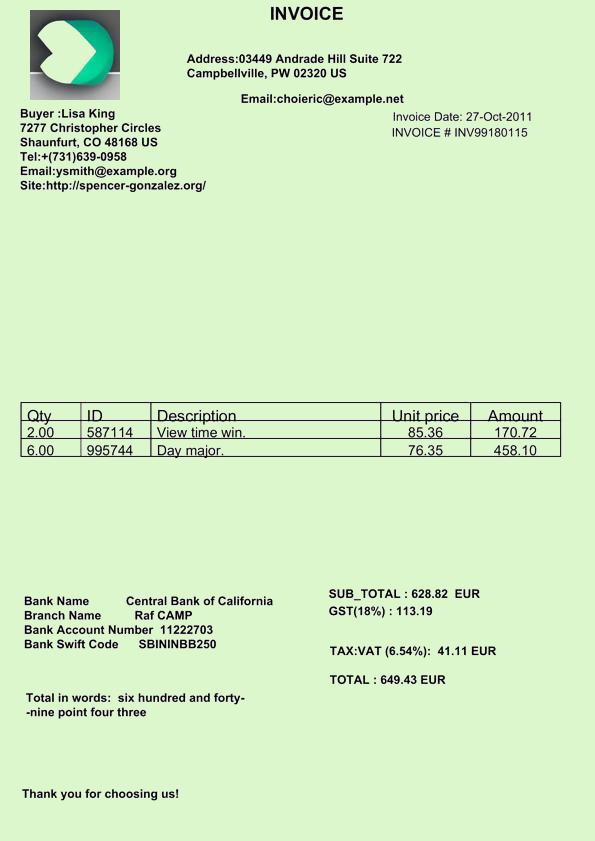 INVOICE
Address:03449 Andrade Hill Suite 722
Campbellville, PW 02320 US
Email:choieric@example.net
Buyer :Lisa King
7277 Christopher Circles
Shaunfurt, CO 48168 US
Tel:+(731)639-0958
Email:ysmith@example.org
Site:http://spencer-gonzalez.org/
Invoice Date: 27-Oct-2011
INVOICE # INV99180115
Qty ID Description Unit price Amount
2.00 587114 View time win. 85.36 170.72
6.00 995744 Day major. 76.35 458.10
Bank Name Central Bank of California
Branch Name Raf CAMP
Bank Account Number 11222703
Bank Swift Code SBININBB250
SUB_TOTAL : 628.82 EUR
GST(18%) : 113.19
TAX:VAT (6.54%): 41.11 EUR
TOTAL : 649.43 EUR
Total in words: six hundred and forty-
-nine point four three
Thank you for choosing us!